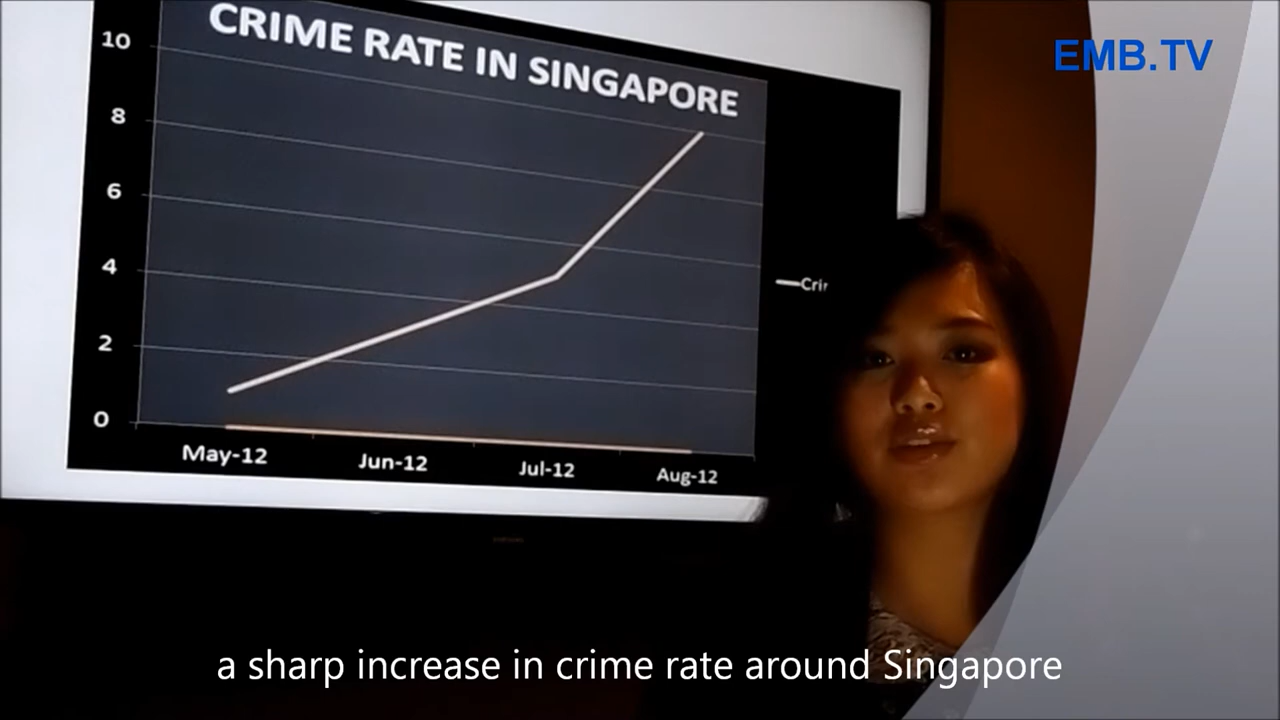 CRIME RATE IN SINGAPORE
EMB.TV
10
8
6
4
2
0
May-12
Jun-12
Jul-12
Aug-12
a sharp increase in crime rate around Singapore